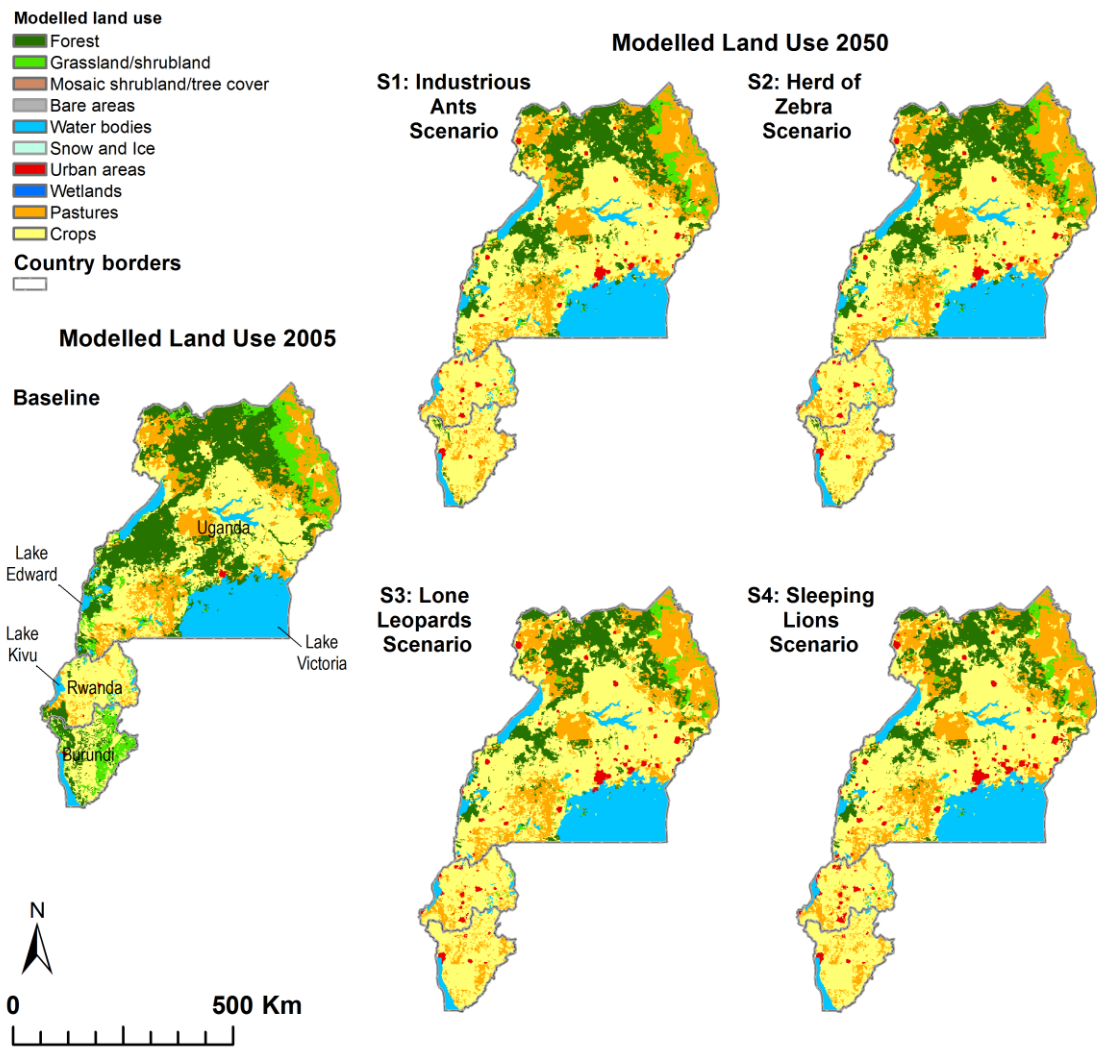 Modelled land use
Forest
Grassland/shrubland
Mosaic shrubland/tree cover
Bare areas
Water bodies
Snow and Ice
Urban areas
Wetlands
Pastures
Crops
Country borders
Modelled Land Use 2005
Baseline
Uganda
Lake
Edward
Lake
Kivu
Rwanda
Burundi
Lake
Victoria
N
0 500 Km
Modelled Land Use 2050
S1: Industrious
Ants
Scenario
S2: Herd of
Zebra
Scenario
S3: Lone
Leopards
Scenario
S4: Sleeping
Lions
Scenario